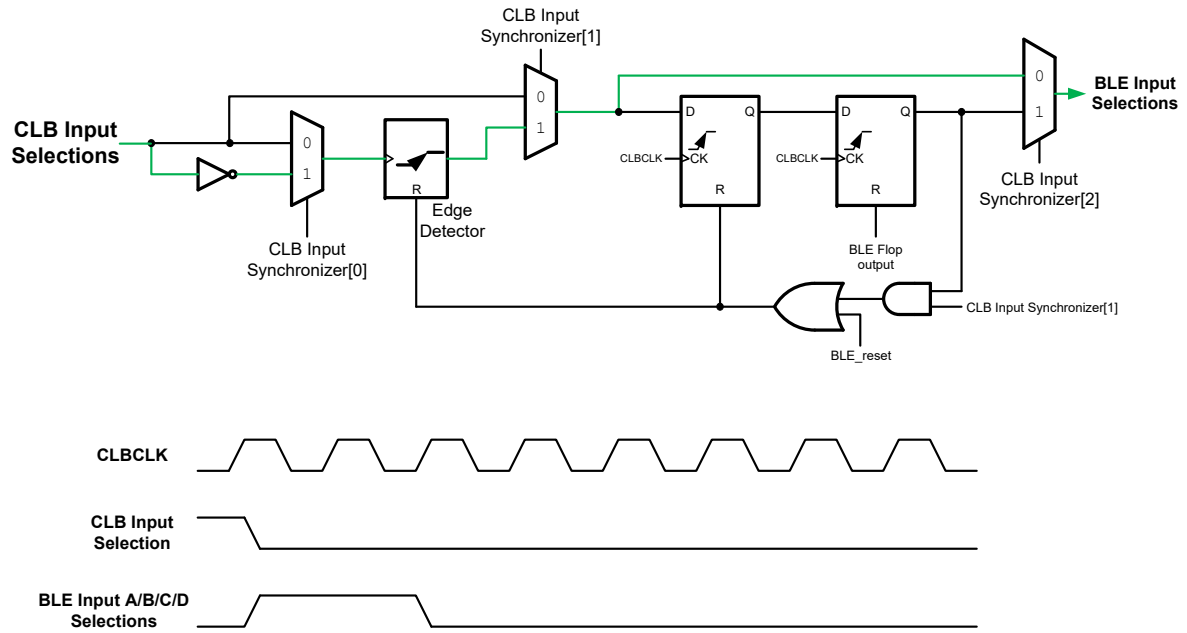 CLB Input
Synchronizer[1]
0
1
BLE Input
Selections
CLB Input
Selections
0
1
0
1
D
Q
D
Q
CLBCLK
CK
CLBCLK
CK
R
R
R
Edge
Detector
CLB Input
Synchronizer[0]
CLB Input
Synchronizer[2]
BLE Flop
output
CLB Input Synchronizer[1]
BLE_reset
CLBCLK
CLB Input
Selection
BLE Input A/B/C/D
Selections